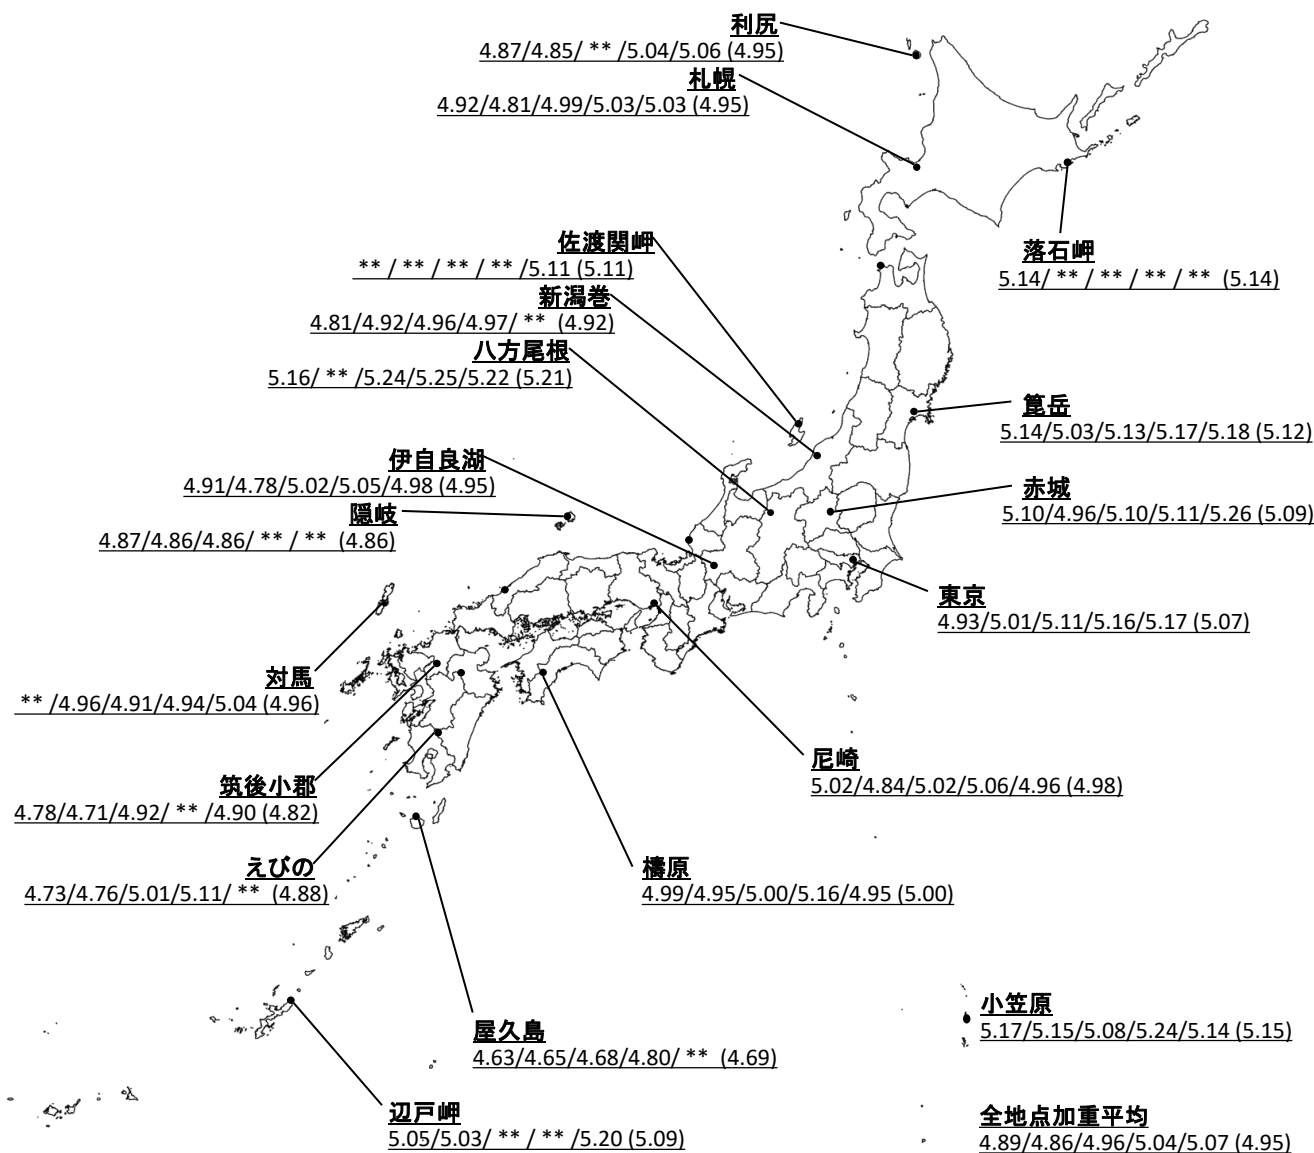 利尻
4.87/4.85/ ** /5.04/5.06 (4.95)
札幌
4.92/4.81/4.99/5.03/5.03 (4.95)
落石岬
5.14/ ** / ** / ** / ** (5.14)
佐渡関岬
** / ** / ** / ** /5.11 (5.11)
新潟巻
4.81/4.92/4.96/4.97/ ** (4.92)
八方尾根
5.16/ ** /5.24/5.25/5.22 (5.21)
箟岳
5.14/5.03/5.13/5.17/5.18 (5.12)
伊自良湖
4.91/4.78/5.02/5.05/4.98 (4.95)
赤城
5.10/4.96/5.10/5.11/5.26 (5.09)
隠岐
4.87/4.86/4.86/ ** / ** (4.86)
東京
4.93/5.01/5.11/5.16/5.17 (5.07)
対馬
** /4.96/4.91/4.94/5.04 (4.96)
尼崎
5.02/4.84/5.02/5.06/4.96 (4.98)
筑後小郡
4.78/4.71/4.92/ ** /4.90 (4.82)
えびの
4.73/4.76/5.01/5.11/ ** (4.88)
檮原
4.99/4.95/5.00/5.16/4.95 (5.00)
屋久島
4.63/4.65/4.68/4.80/ ** (4.69)
小笠原
5.17/5.15/5.08/5.24/5.14 (5.15)
辺戸岬
5.05/5.03/ ** / ** /5.20 (5.09)
全地点加重平均
4.89/4.86/4.96/5.04/5.07 (4.95)